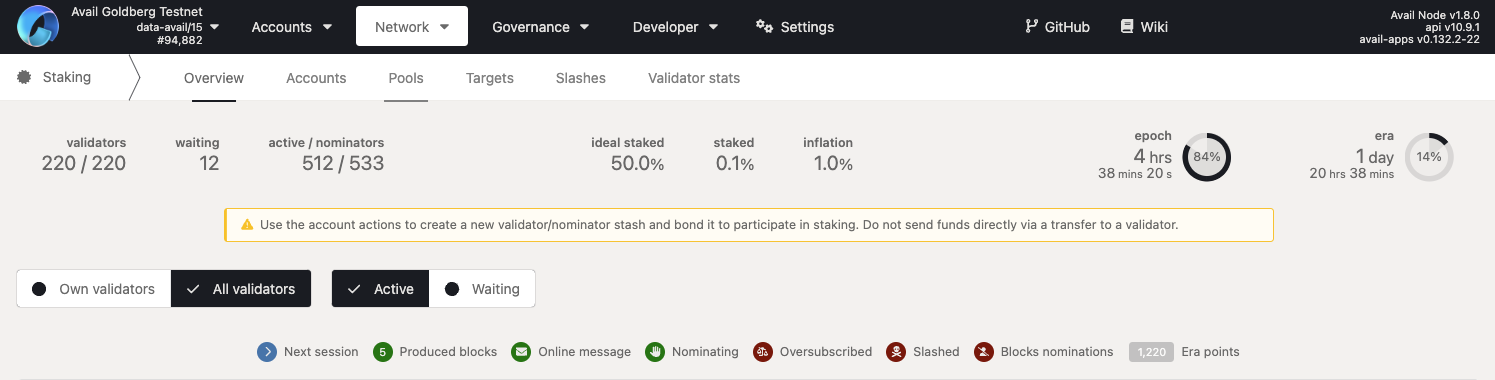 Avail Goldberg Testnet
data-avail/15
#94,882
Accounts
Network
Governance
Developer
Settings
GitHub
Wiki
Avail Node v1.8.0
api v10.9.1
avail-apps v0.132.2-22
Staking
Overview
Accounts
Pools
Targets
Slashes
Validator stats
validators
220 / 220
waiting
12
active / nominators
512 / 533
ideal staked
50.0%
staked
0.1%
inflation
1.0%
epoch
4 hrs
38 mins 20 s
84%
era
1 day
20 hrs 38 mins
14%
Use the account actions to create a new validator/nominator stash and bond it to participate in staking. Do not send funds directly via a transfer to a validator.
Own validators
All validators
Active
Waiting
Next session
5 Produced blocks
Online message
Nominating
Oversubscribed
Slashed
Blocks nominations
1,220 Era points